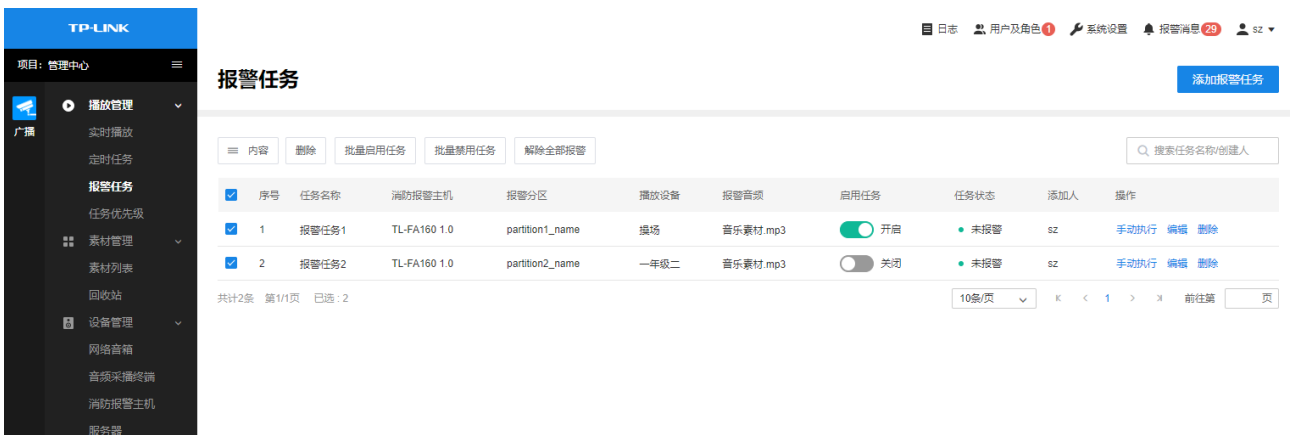 TP-LINK
日志 用户及角色 1 系统设置 报警消息 29 sz
项目：管理中心
报警任务
添加报警任务
广播
播放管理
实时播放
定时任务
报警任务
任务优先级
素材管理
素材列表
回收站
设备管理
网络音箱
音频采播终端
消防报警主机
服务器
内容 删除 批量启用任务 批量禁用任务 解除全部报警 搜索任务名称/创建人
序号 任务名称 消防报警主机 报警分区 播放设备 报警音频 启用任务 任务状态 添加人 操作
1 报警任务1 TL-FA160 1.0 partition1_name 操场 音乐素材.mp3 开启 未报警 sz 手动执行 编辑 删除
2 报警任务2 TL-FA160 1.0 partition2_name 一年级二 音乐素材.mp3 关闭 未报警 sz 手动执行 编辑 删除
共计2条 第1/1页 已选：2 10条/页 1 前往第 页